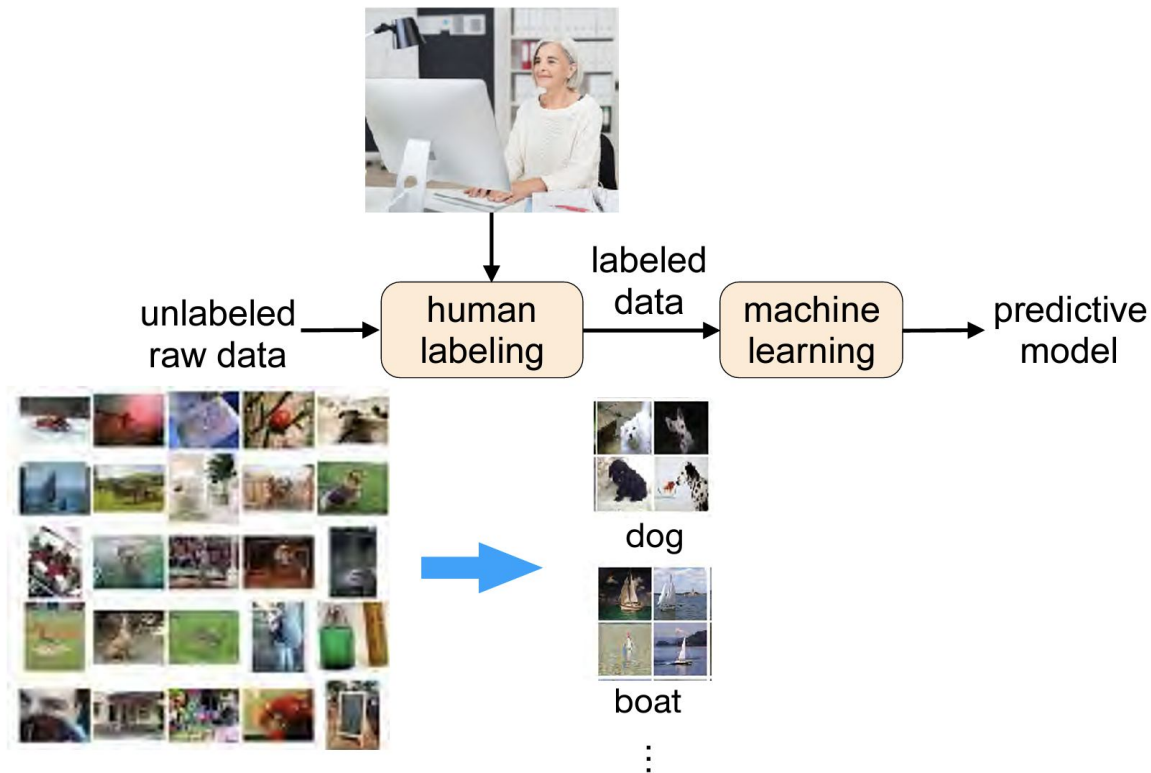 unlabeled
raw data
human
labeling
labeled
data
machine
learning
predictive
model
dog
boat
⋮